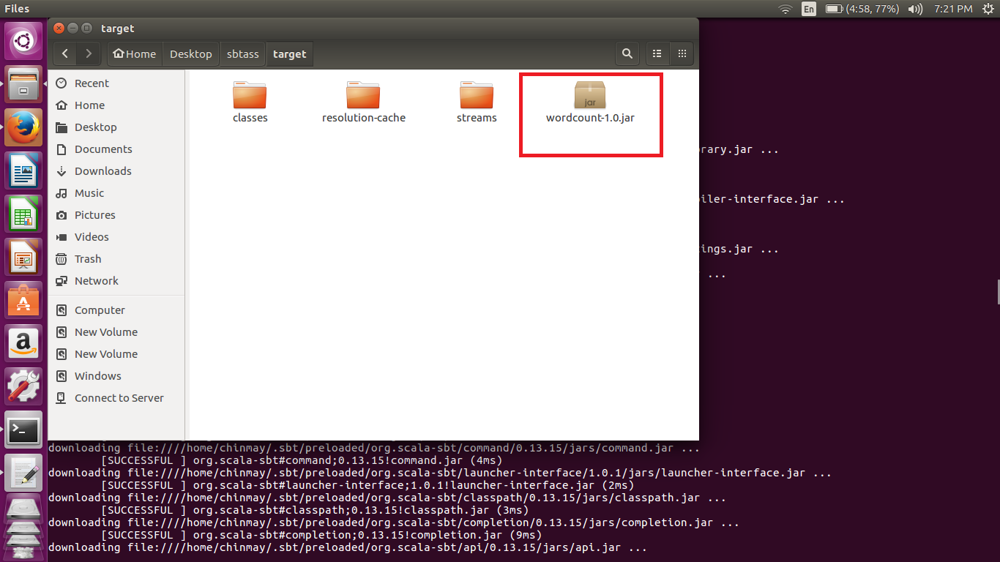 Files
En
(4:58, 77%)
7:21 PM
target
Home
Desktop
sbtass
target
Recent
Home
Desktop
Documents
Downloads
Music
Pictures
Videos
Trash
Network
Computer
New Volume
New Volume
Windows
Connect to Server
classes
resolution-cache
streams
jar
wordcount-1.0.jar
rary.jar ...
iler-interface.jar ...
ings.jar ...
...
downloading file:////home/chinmay/.sbt/preloaded/org.scala-sbt/command/0.13.15/jars/command.jar ...
[SUCCESSFUL ] org.scala-sbt#command;0.13.15!command.jar (4ms)
downloading file:////home/chinmay/.sbt/preloaded/org.scala-sbt/launcher-interface/1.0.1/jars/launcher-interface.jar ...
[SUCCESSFUL ] org.scala-sbt#launcher-interface;1.0.1!launcher-interface.jar (2ms)
downloading file:////home/chinmay/.sbt/preloaded/org.scala-sbt/classpath/0.13.15/jars/classpath.jar ...
[SUCCESSFUL ] org.scala-sbt#classpath;0.13.15!classpath.jar (3ms)
downloading file:////home/chinmay/.sbt/preloaded/org.scala-sbt/completion/0.13.15/jars/completion.jar ...
[SUCCESSFUL ] org.scala-sbt#completion;0.13.15!completion.jar (9ms)
downloading file:////home/chinmay/.sbt/preloaded/org.scala-sbt/api/0.13.15/jars/api.jar ...